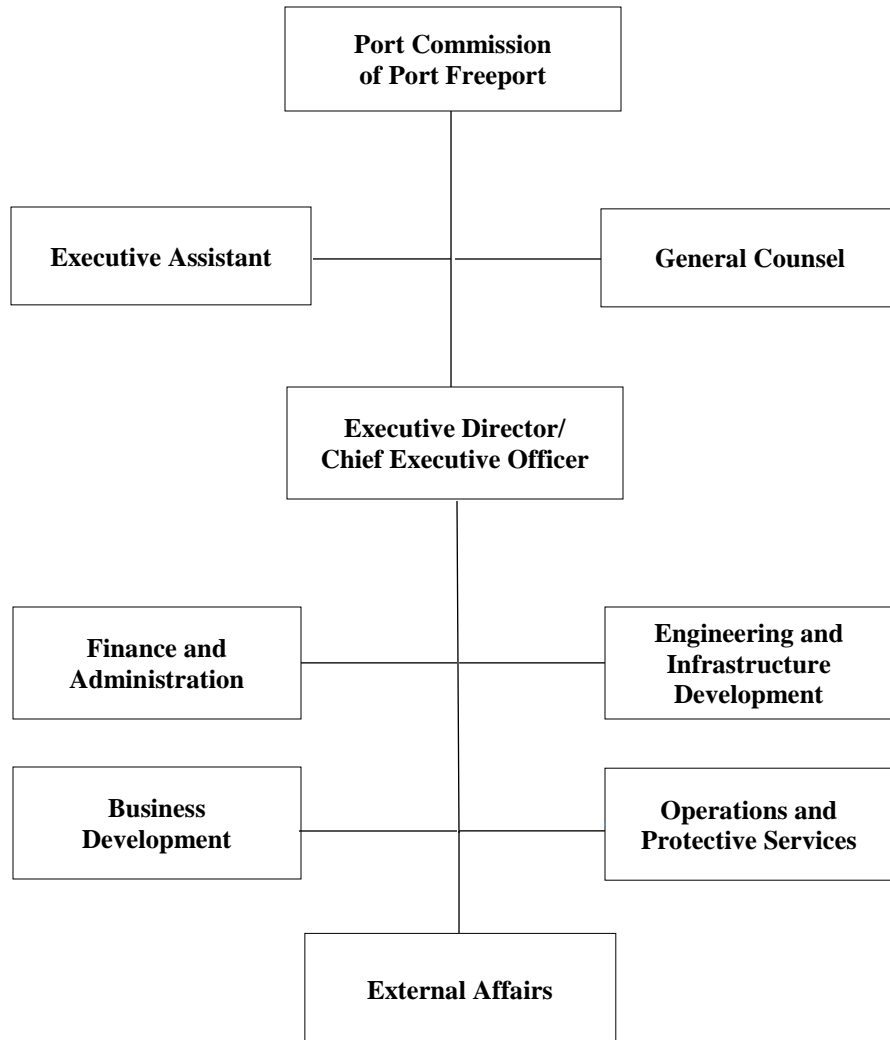 Port Commission
of Port Freeport
Executive Assistant
General Counsel
Executive Director/
Chief Executive Officer
Finance and
Administration
Engineering and
Infrastructure
Development
Business
Development
Operations and
Protective Services
External Affairs